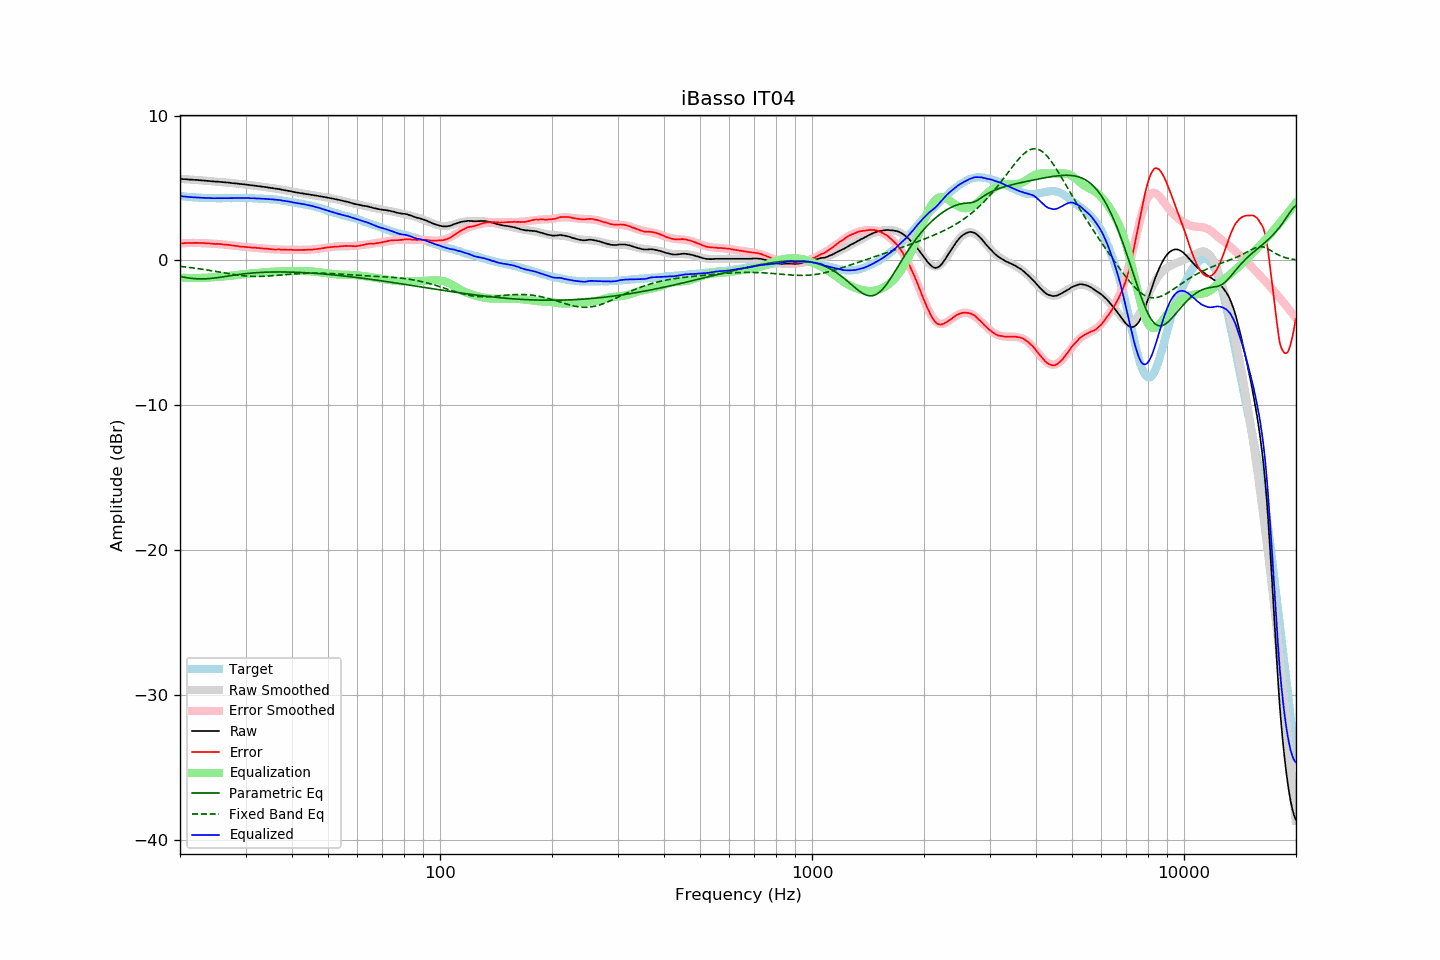 iBasso IT04
10
0
−10
−20
−30
−40
Amplitude (dBr)
Target
Raw Smoothed
Error Smoothed
Raw
Error
Equalization
Parametric Eq
Fixed Band Eq
Equalized
100
1000
10000
Frequency (Hz)